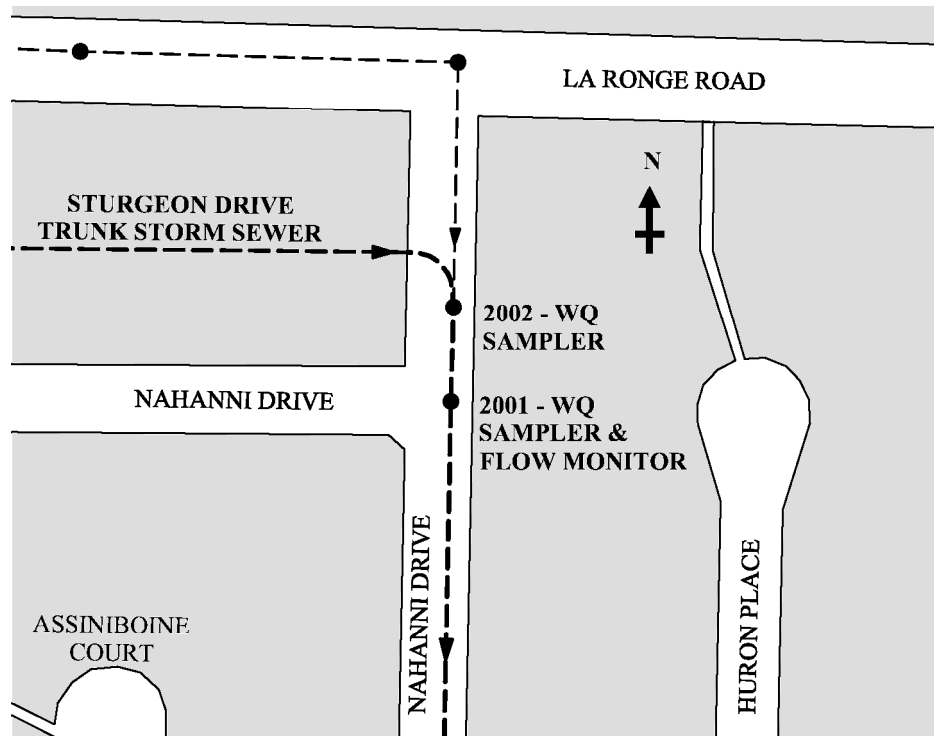 LA RONGE ROAD
N
STURGEON DRIVE
TRUNK STORM SEWER
2002 - WQ
SAMPLER
NAHANNI DRIVE
2001 - WQ
SAMPLER &
FLOW MONITOR
NAHANNI DRIVE
HURON PLACE
ASSINIBOINE
COURT